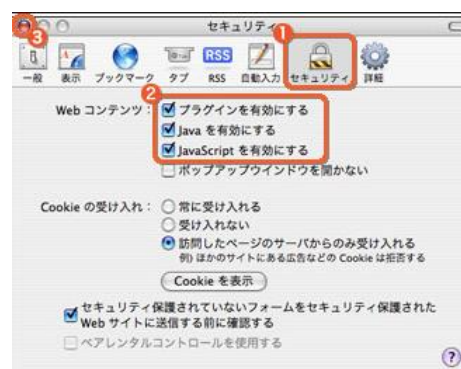 セキュリティ
1
3
2
一般 表示 ブックマーク タブ RSS 自動入力 セキュリティ 詳細
RSS
Web コンテンツ： プラグインを有効にする
Java を有効にする
JavaScript を有効にする
ポップアップウインドウを開かない
Cookie の受け入れ： 常に受け入れる
受け入れない
訪問したページのサーバからのみ受け入れる
例) ほかのサイトにある広告などの Cookie は拒否する
Cookie を表示
セキュリティ保護されていないフォームをセキュリティ保護された
Web サイトに送信する前に確認する
ペアレンタルコントロールを使用する
?